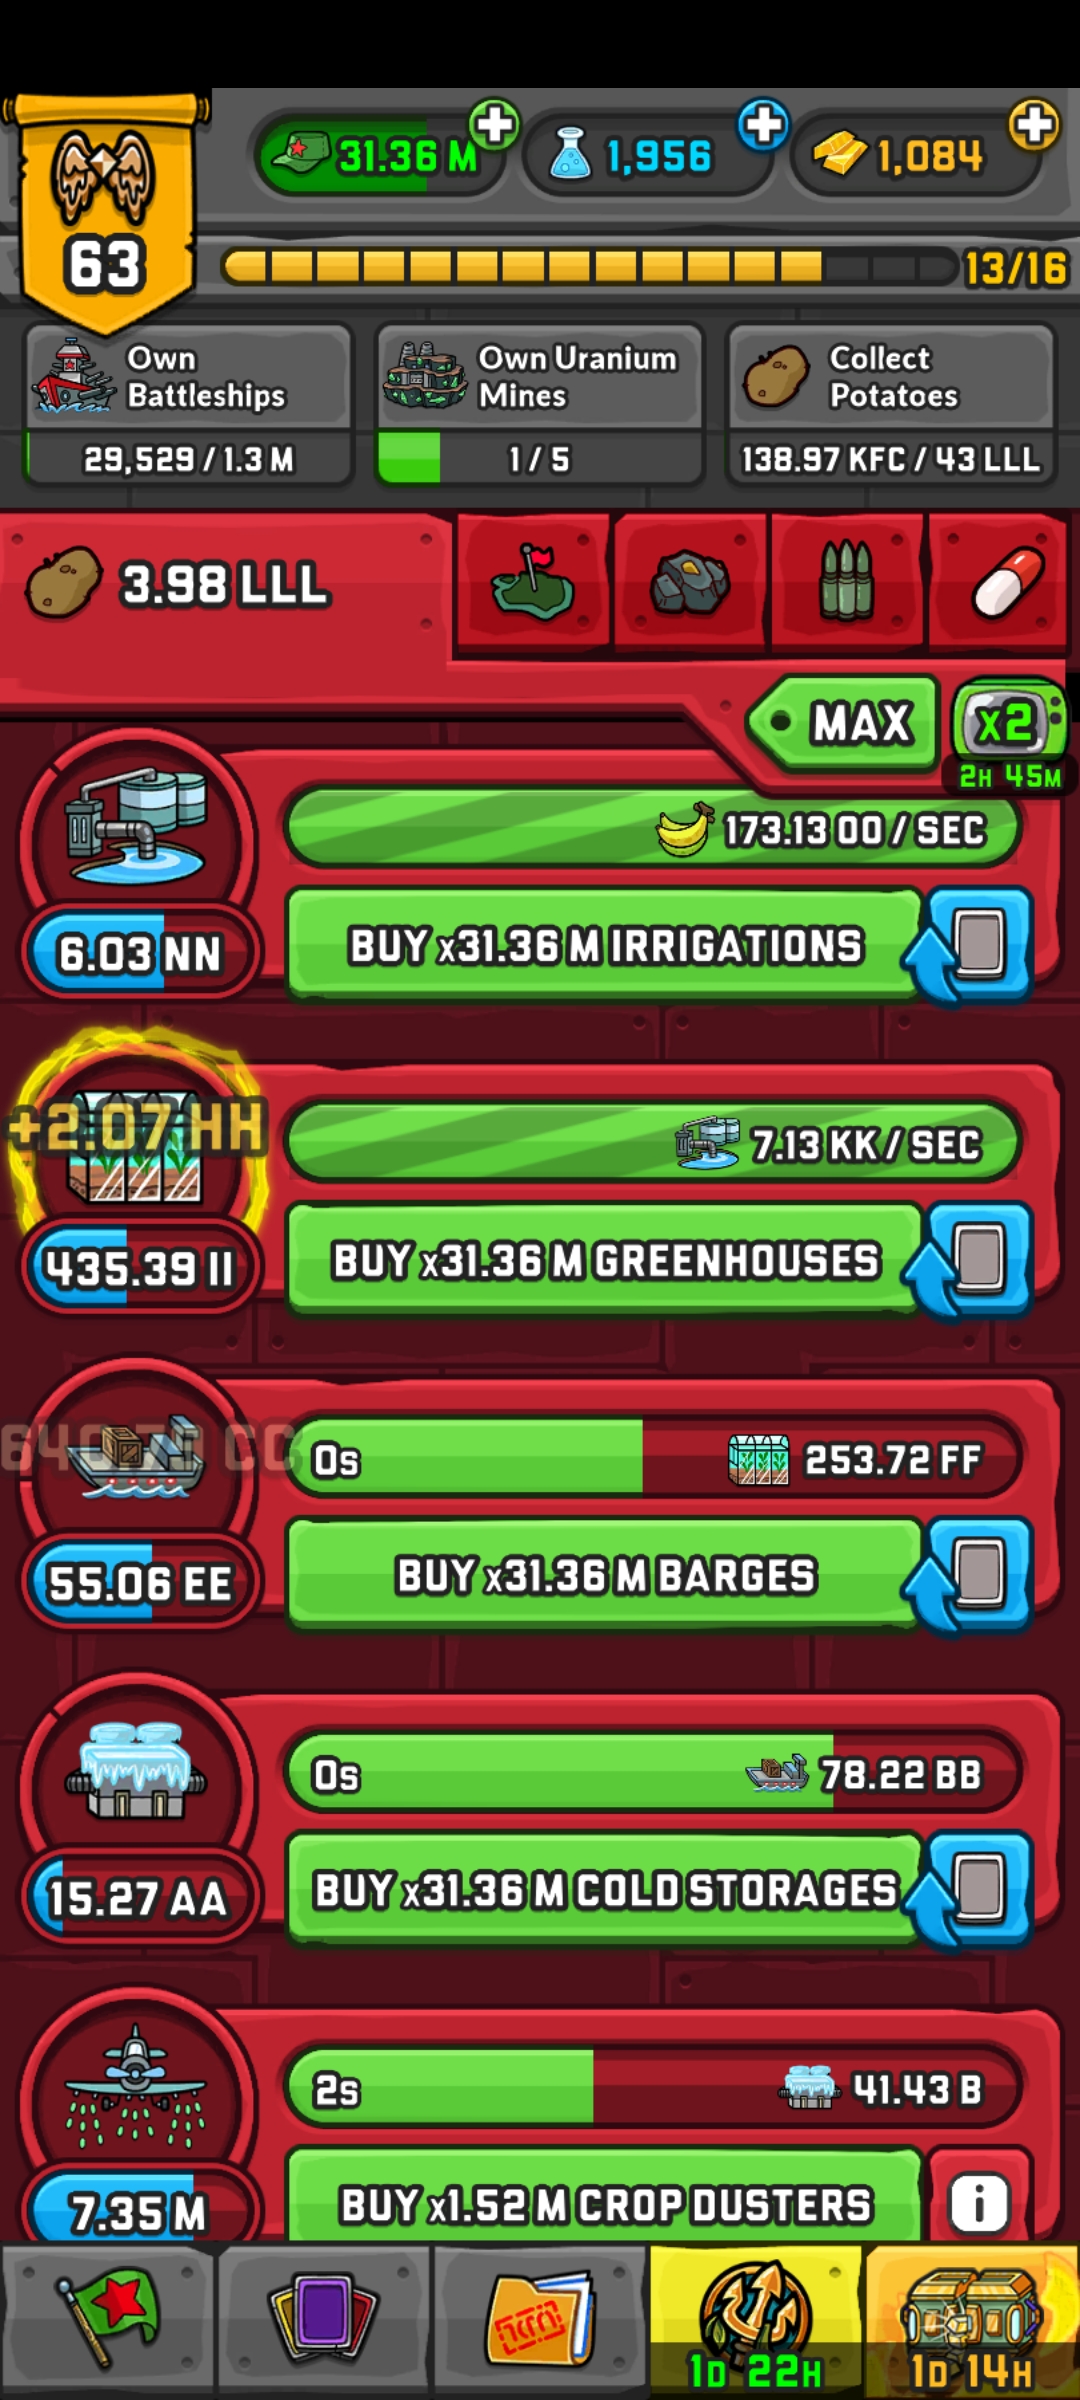 31.36 M
1,956
1,084
63
13/16
Own
Battleships
29,529 / 1.3 M
Own Uranium
Mines
1 / 5
Collect
Potatoes
138.97 KFC / 43 LLL
3.98 LLL
MAX
x2
2H 45M
173.13 OO / SEC
6.03 NN
BUY x31.36 M IRRIGATIONS
+2.07 HH
7.13 KK / SEC
435.39 II
BUY x31.36 M GREENHOUSES
0s
253.72 FF
55.06 EE
BUY x31.36 M BARGES
0s
78.22 BB
15.27 AA
BUY x31.36 M COLD STORAGES
2s
41.43 B
7.35 M
BUY x1.52 M CROP DUSTERS
i
1D 22H
1D 14H